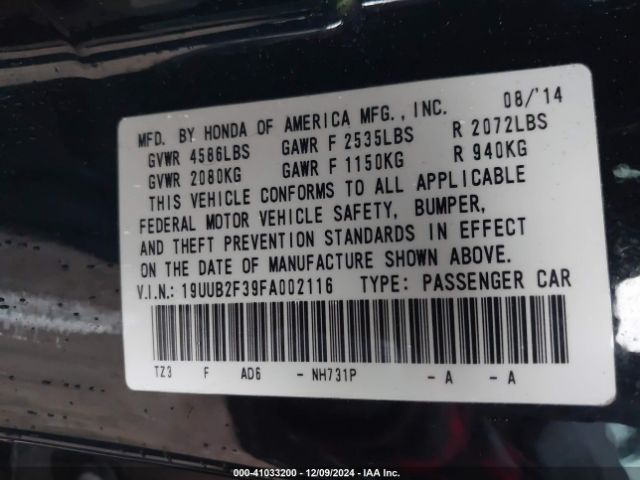 MFD. BY HONDA OF AMERICA MFG., INC. 08/'14
GVWR 4586LBS GAWR F 2535LBS R 2072LBS
GVWR 2080KG GAWR F 1150KG R 940KG
THIS VEHICLE CONFORMS TO ALL APPLICABLE
FEDERAL MOTOR VEHICLE SAFETY, BUMPER,
AND THEFT PREVENTION STANDARDS IN EFFECT
ON THE DATE OF MANUFACTURE SHOWN ABOVE.
V.I.N.: 19UUB2F39FA002116 TYPE: PASSENGER CAR
TZ3 F AD6 - NH731P - A - A
000-41033200 - 12/09/2024 - IAA Inc.